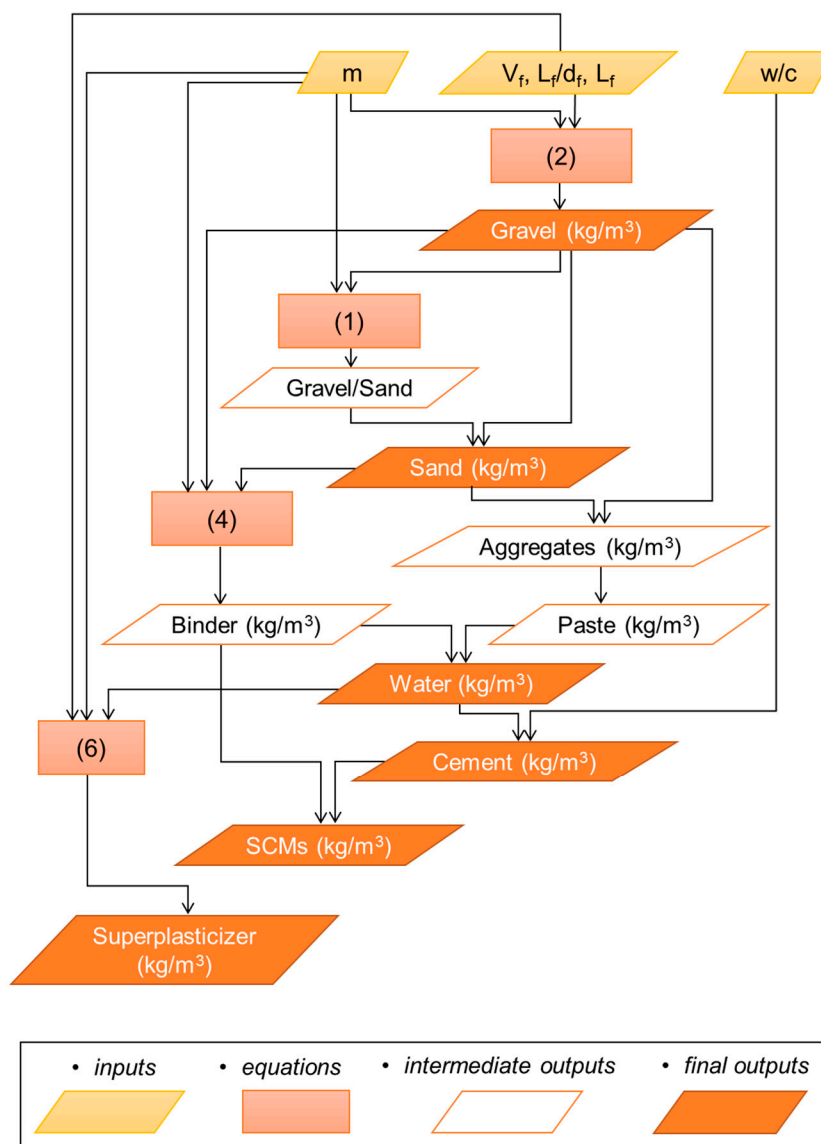 m
V_f, L_f/d_f, L_f
w/c
(2)
Gravel (kg/m³)
(1)
Gravel/Sand
Sand (kg/m³)
(4)
Aggregates (kg/m³)
Binder (kg/m³)
Paste (kg/m³)
Water (kg/m³)
(6)
Cement (kg/m³)
SCMs (kg/m³)
Superplasticizer
(kg/m³)
• inputs
• equations
• intermediate outputs
• final outputs